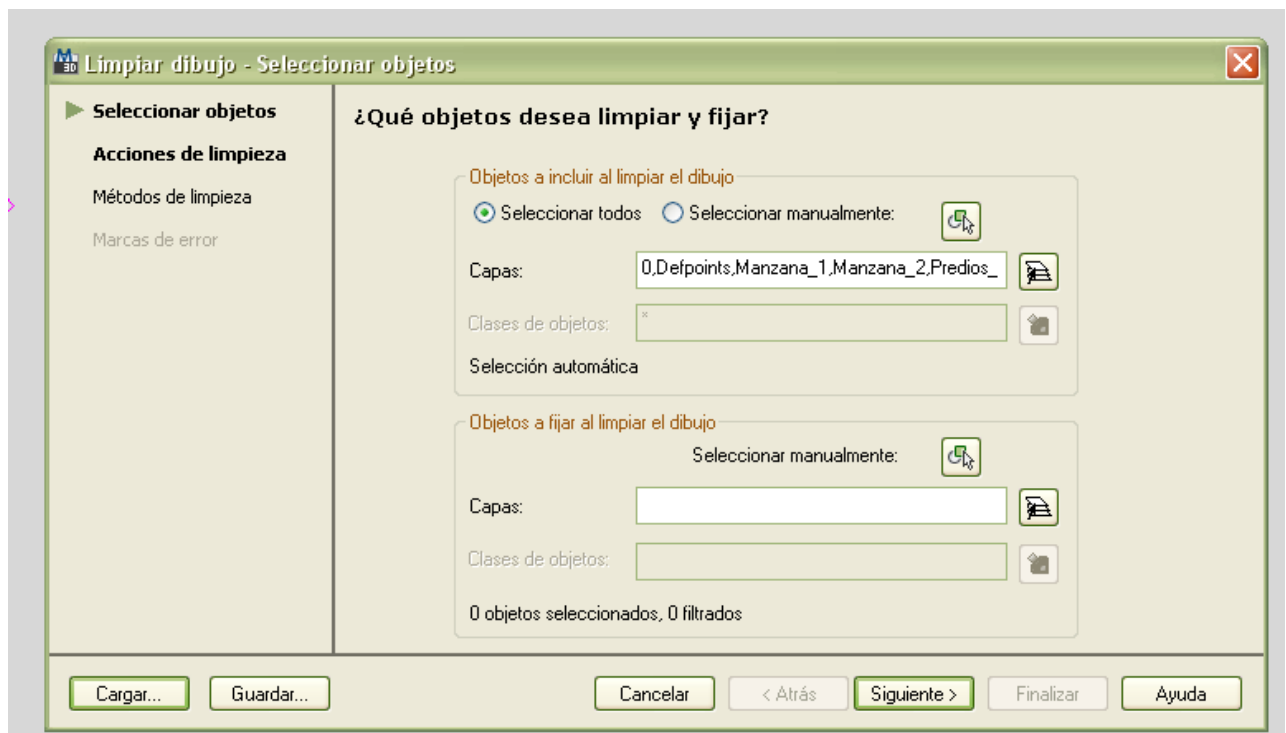 Limpiar dibujo - Seleccionar objetos
Seleccionar objetos
Acciones de limpieza
Métodos de limpieza
Marcas de error
¿Qué objetos desea limpiar y fijar?
Objetos a incluir al limpiar el dibujo
Seleccionar todos Seleccionar manualmente:
Capas: 0,Defpoints,Manzana_1,Manzana_2,Predios_
Clases de objetos: *
Selección automática
Objetos a fijar al limpiar el dibujo
Seleccionar manualmente:
Capas:
Clases de objetos:
0 objetos seleccionados, 0 filtrados
Cargar... Guardar... Cancelar < Atrás Siguiente > Finalizar Ayuda